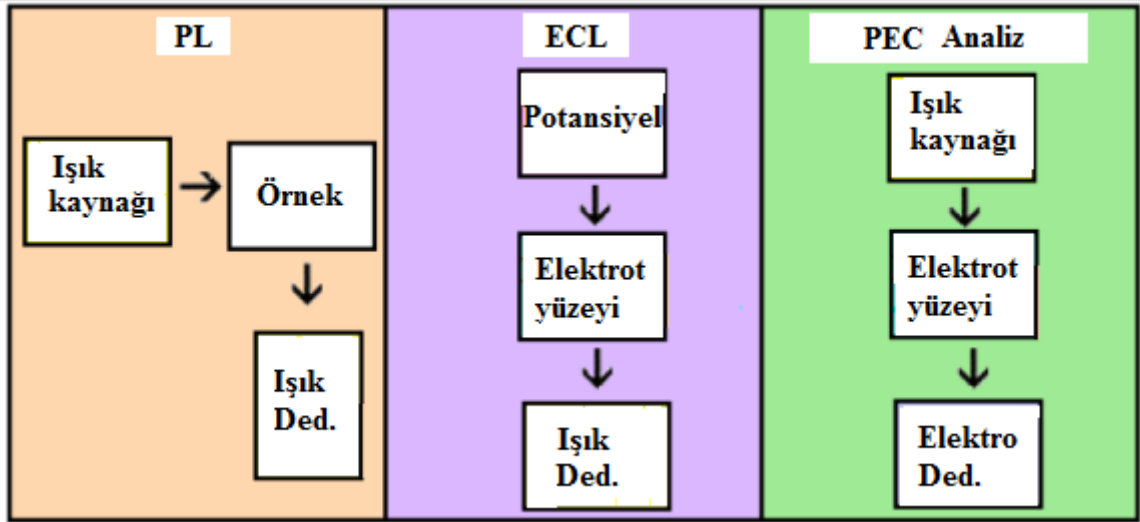 PL
Işık
kaynağı
Örnek
Işık
Ded.
ECL
Potansiyel
Elektrot
yüzeyi
Işık
Ded.
PEC Analiz
Işık
kaynağı
Elektrot
yüzeyi
Elektro
Ded.